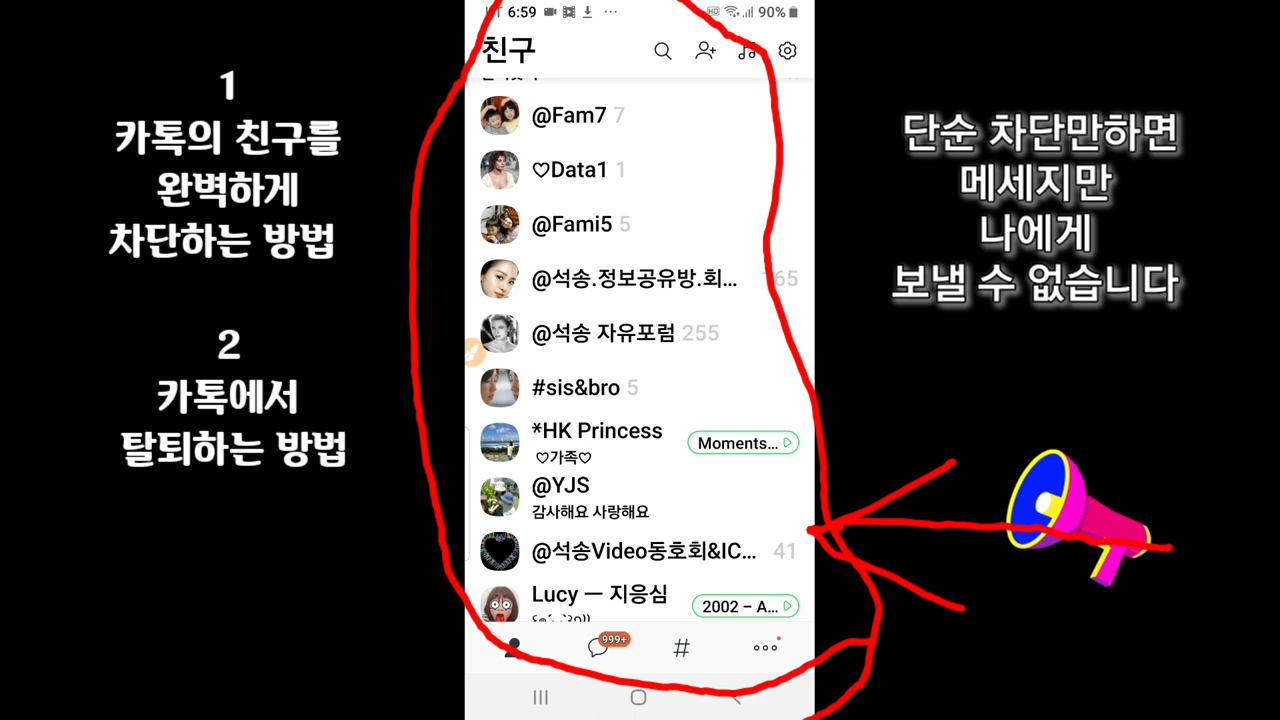 1
카톡의 친구를
완벽하게
차단하는 방법
2
카톡에서
탈퇴하는 방법
6:59
HD
90%
친구
@Fam7 7
♡Data1 1
@Fami5 5
@석송.정보공유방.회... 165
@석송 자유포럼 255
#sis&bro 5
*HK Princess
Moments...
♡가족♡
@YJS
감사해요 사랑해요
@석송Video동호회&IC... 41
Lucy ㅡ 지응심
2002 – A...
999+
#
단순 차단만하면
메세지만
나에게
보낼 수 없습니다